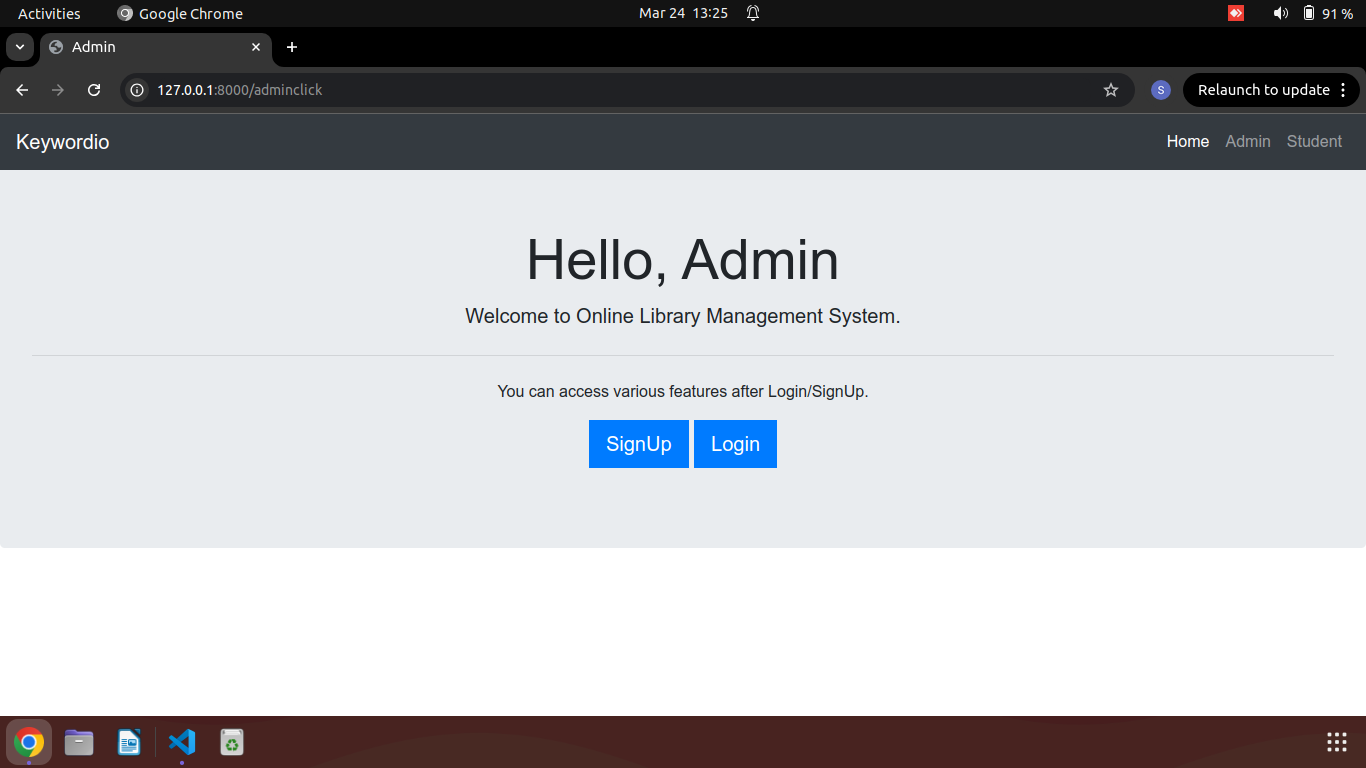 Activities Google Chrome Mar 24 13:25 91 %
Admin
127.0.0.1:8000/adminclick S Relaunch to update
Keywordio Home Admin Student
Hello, Admin
Welcome to Online Library Management System.
You can access various features after Login/SignUp.
SignUp Login